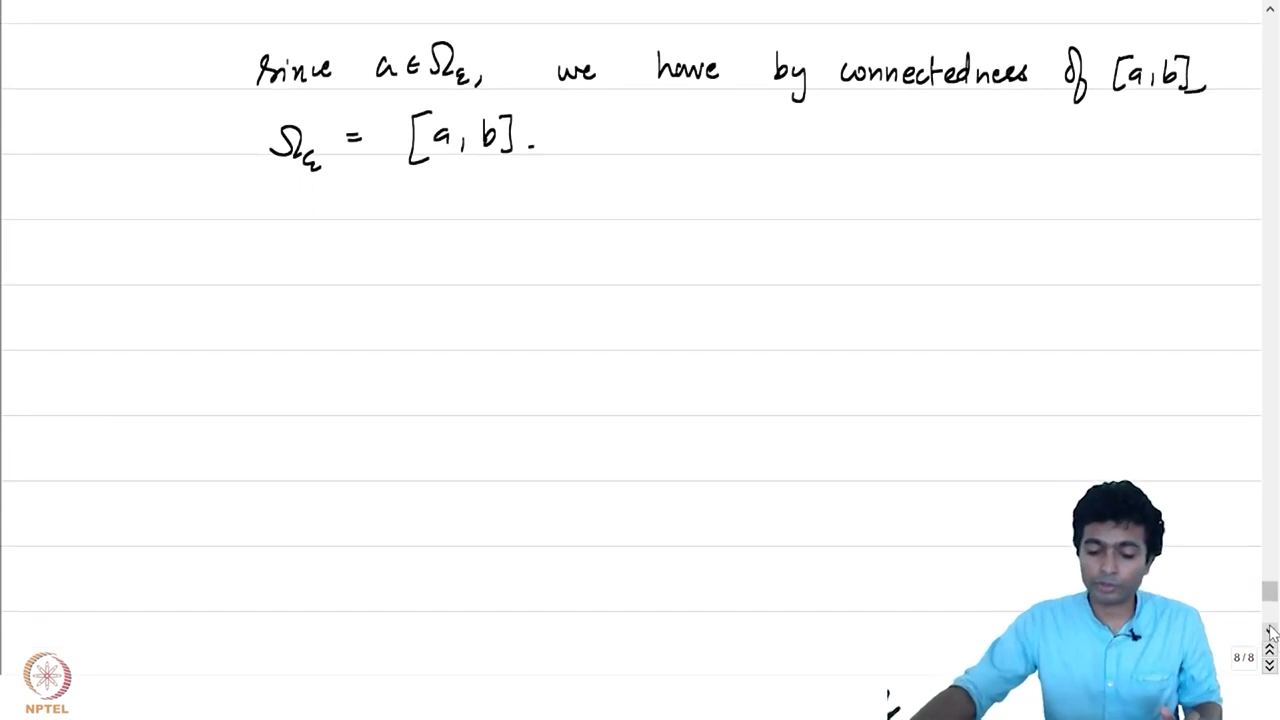 since a ∈ Ω_ε, we have by connectedness of [a, b]
Ω_ε = [a, b].
8 / 8
NPTEL